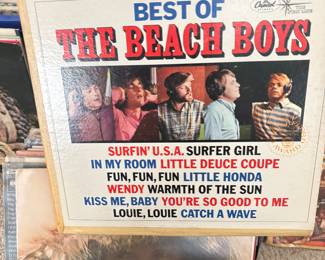 BEST OF
THE BEACH BOYS
Capitol
SURFIN' U.S.A. SURFER GIRL
IN MY ROOM LITTLE DEUCE COUPE
FUN, FUN, FUN LITTLE HONDA
WENDY WARMTH OF THE SUN
KISS ME, BABY YOU'RE SO GOOD TO ME
LOUIE, LOUIE CATCH A WAVE